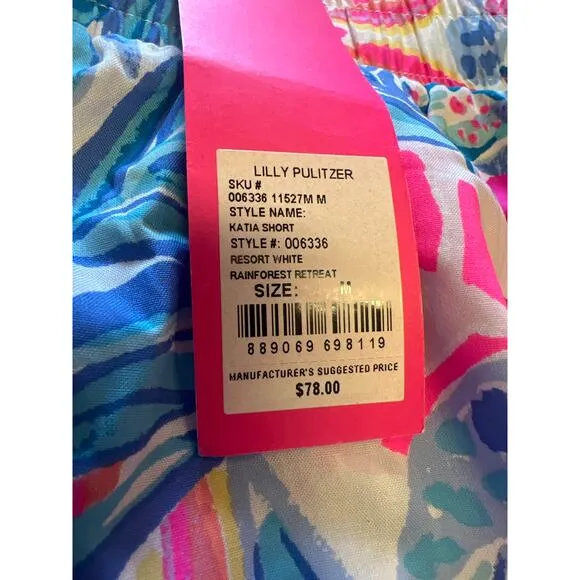 LILLY PULITZER
SKU #
006336 11527M M
STYLE NAME:
KATIA SHORT
STYLE #: 006336
RESORT WHITE
RAINFOREST RETREAT
SIZE: M
889069 698119
MANUFACTURER'S SUGGESTED PRICE
$78.00